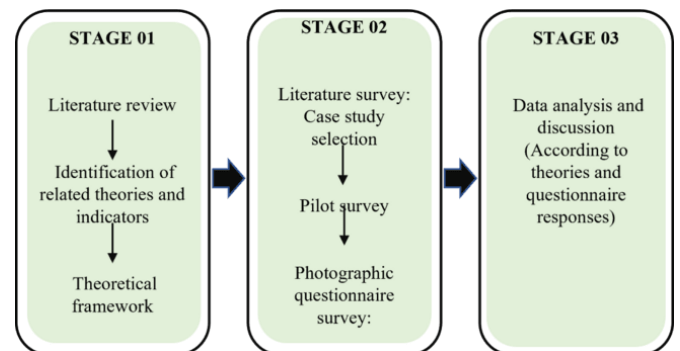 STAGE 01
Literature review
Identification of
related theories and
indicators
Theoretical
framework
STAGE 02
Literature survey:
Case study
selection
Pilot survey
Photographic
questionnaire
survey:
STAGE 03
Data analysis and
discussion
(According to
theories and
questionnaire
responses)